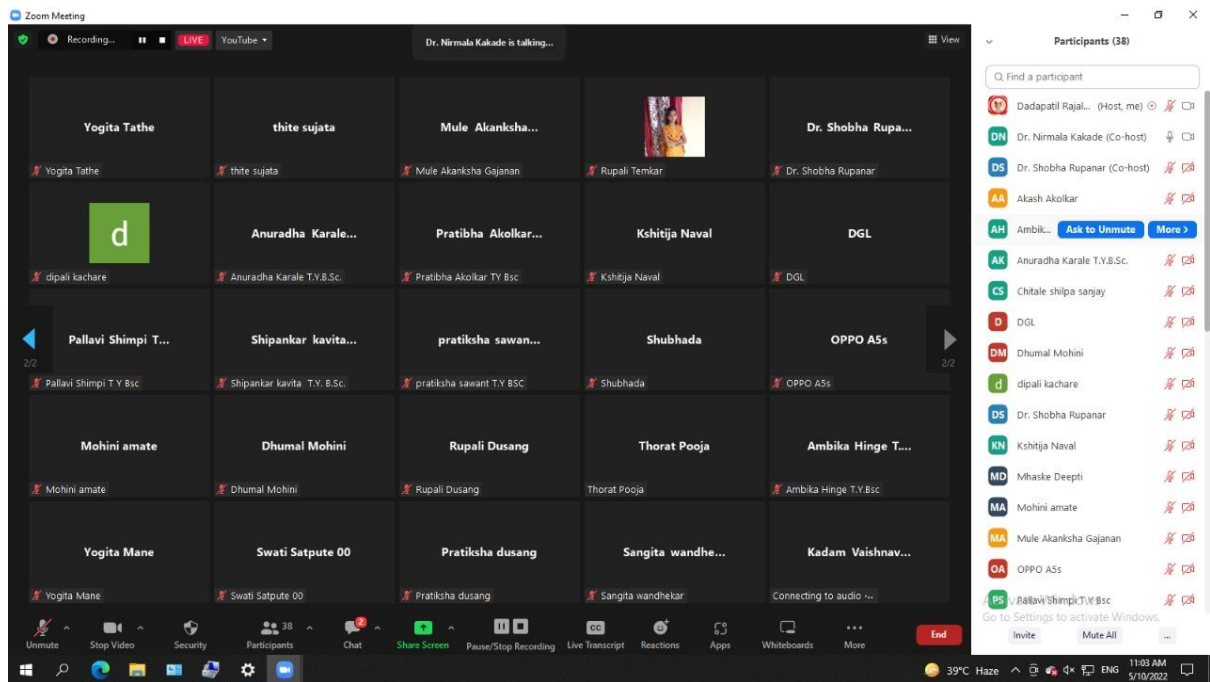 Zoom Meeting
Recording... LIVE YouTube
Dr. Nirmala Kakade is talking...
View
Yogita Tathe
thite sujata
Mule Akanksha...
Dr. Shobha Rupa...
Yogita Tathe
thite sujata
Mule Akanksha Gajanan
Rupali Temkar
Dr. Shobha Rupanar
d
Anuradha Karale...
Pratibha Akolkar...
Kshitija Naval
DGL
dipali kachare
Anuradha Karale T.Y.B.Sc.
Pratibha Akolkar TY Bsc
Kshitija Naval
DGL
Pallavi Shimpi T...
Shipankar kavita...
pratiksha sawan...
Shubhada
OPPO A5s
2/2
2/2
Pallavi Shimpi T Y Bsc
Shipankar kavita T.Y. B.Sc.
pratiksha sawant T.Y BSC
Shubhada
OPPO A5s
Mohini amate
Dhumal Mohini
Rupali Dusang
Thorat Pooja
Ambika Hinge T....
Mohini amate
Dhumal Mohini
Rupali Dusang
Thorat Pooja
Ambika Hinge T.Y.Bsc
Yogita Mane
Swati Satpute 00
Pratiksha dusang
Sangita wandhe...
Kadam Vaishnav...
Yogita Mane
Swati Satpute 00
Pratiksha dusang
Sangita wandhekar
Connecting to audio ·..
Unmute
Stop Video
Security
38
Participants
2
Chat
Share Screen
Pause/Stop Recording
CC
Live Transcript
Reactions
Apps
Whiteboards
More
End
Participants (38)
Find a participant
Dadapatil Rajal... (Host, me)
DN Dr. Nirmala Kakade (Co-host)
DS Dr. Shobha Rupanar (Co-host)
AA Akash Akolkar
AH Ambik... Ask to Unmute More >
AK Anuradha Karale T.Y.B.Sc.
CS Chitale shilpa sanjay
D DGL
DM Dhumal Mohini
d dipali kachare
DS Dr. Shobha Rupanar
KN Kshitija Naval
MD Mhaske Deepti
MA Mohini amate
MA Mule Akanksha Gajanan
OA OPPO A5s
PS Pallavi Shimpi T Y Bsc
Activate Windows
Go to Settings to activate Windows.
Invite
Mute All
...
39°C Haze
ENG
11:03 AM
5/10/2022